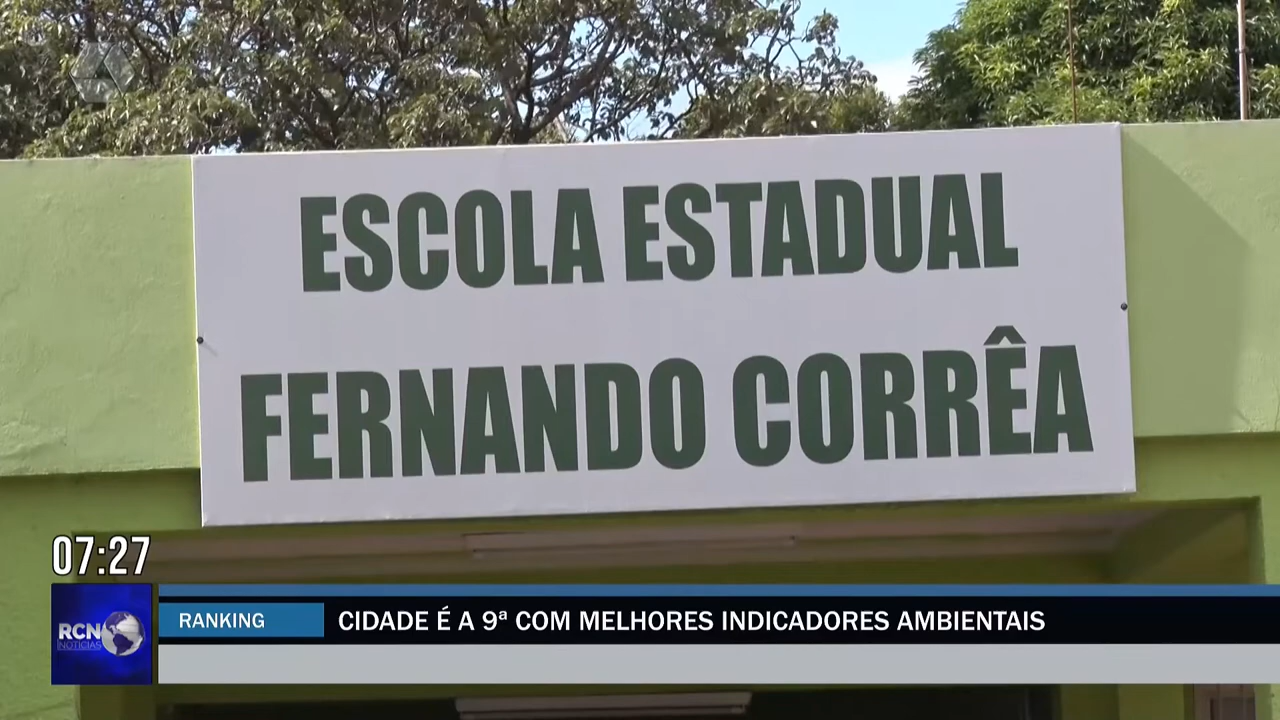 ESCOLA ESTADUAL
FERNANDO CORRÊA
07:27
RCN
NOTÍCIAS
RANKING
CIDADE É A 9ª COM MELHORES INDICADORES AMBIENTAIS